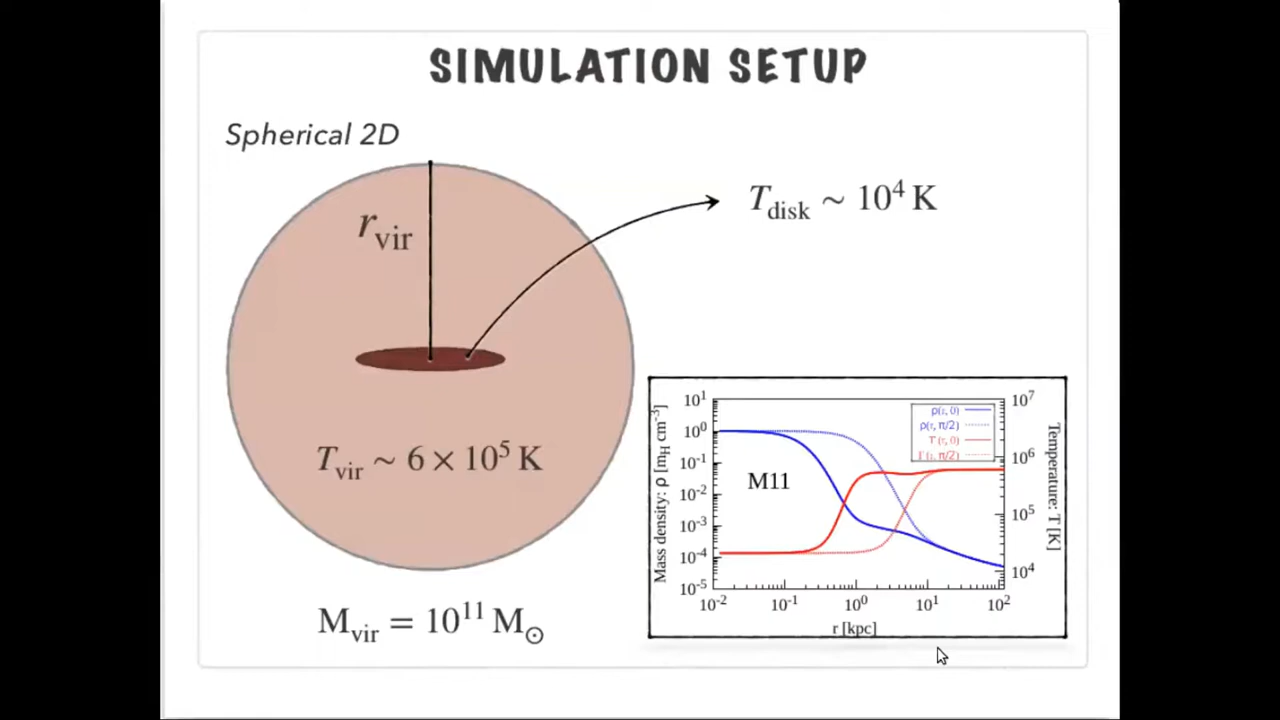 SIMULATION SETUP
Spherical 2D
r_vir
T_disk ∼ 10^4 K
T_vir ∼ 6 × 10^5 K
M_vir = 10^11 M_⊙
Mass density: ρ [m_H cm^-3]
10^1
10^0
10^-1
10^-2
10^-3
10^-4
10^-5
M11
ρ(r, 0)
ρ(r, π/2)
T (r, 0)
T (r, π/2)
10^7
10^6
10^5
10^4
Temperature: T [K]
10^-2 10^-1 10^0 10^1 10^2
r [kpc]